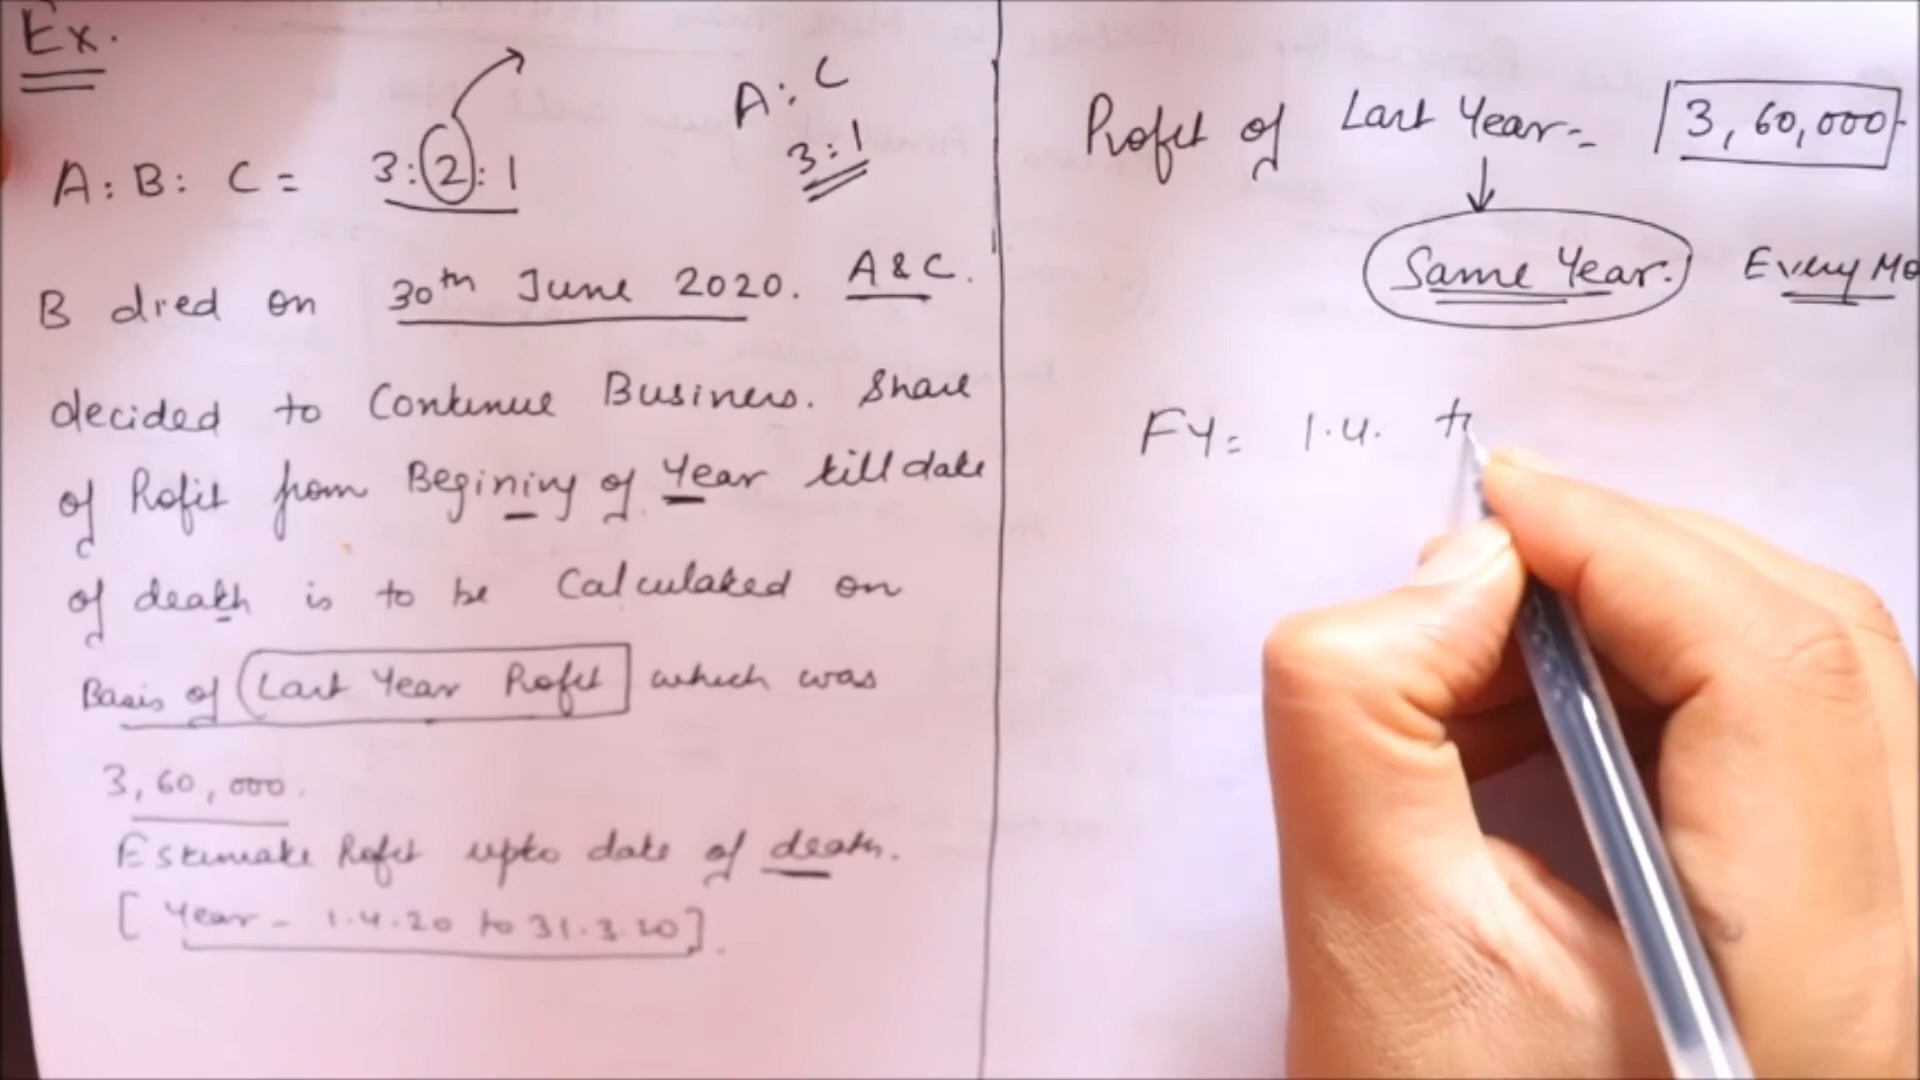 Ex.
A : B : C = 3 : 2 : 1
A : C
3 : 1
B died on 30th June 2020. A & C.
decided to Continue Business. Share
of Profit from Begining of Year till date
of death is to be Calculated on
Basis of Last Year Profit which was
3,60,000.
Estimate Profit upto date of death.
[ Year - 1.4.20 to 31.3.20 ].
Profit of Last Year = 3,60,000
Same Year. Every Mo
FY = 1.4. t